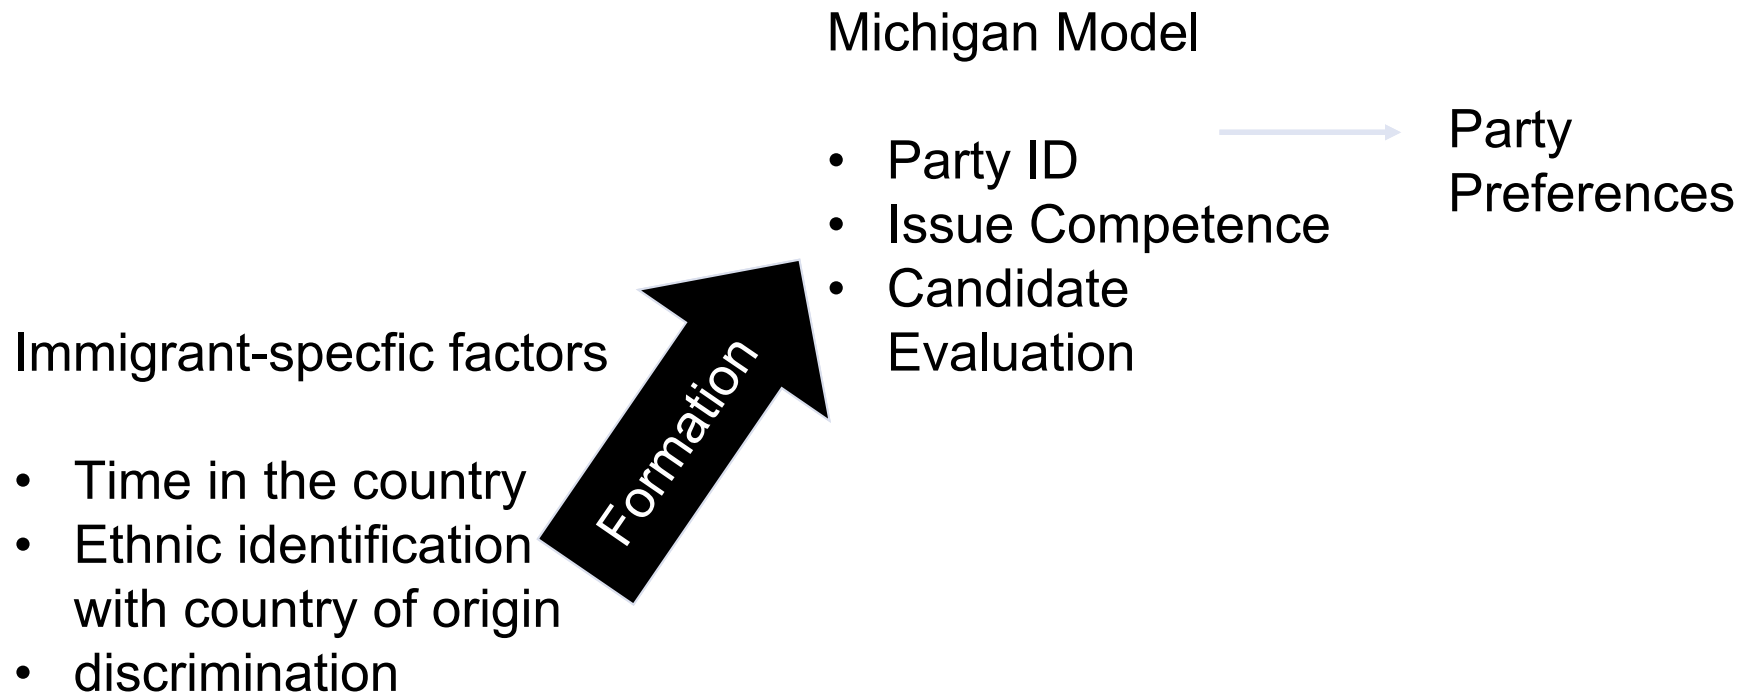 Michigan Model
• Party ID
• Issue Competence
• Candidate
Evaluation
Party
Preferences
Immigrant-specfic factors
• Time in the country
• Ethnic identification
with country of origin
• discrimination
Formation